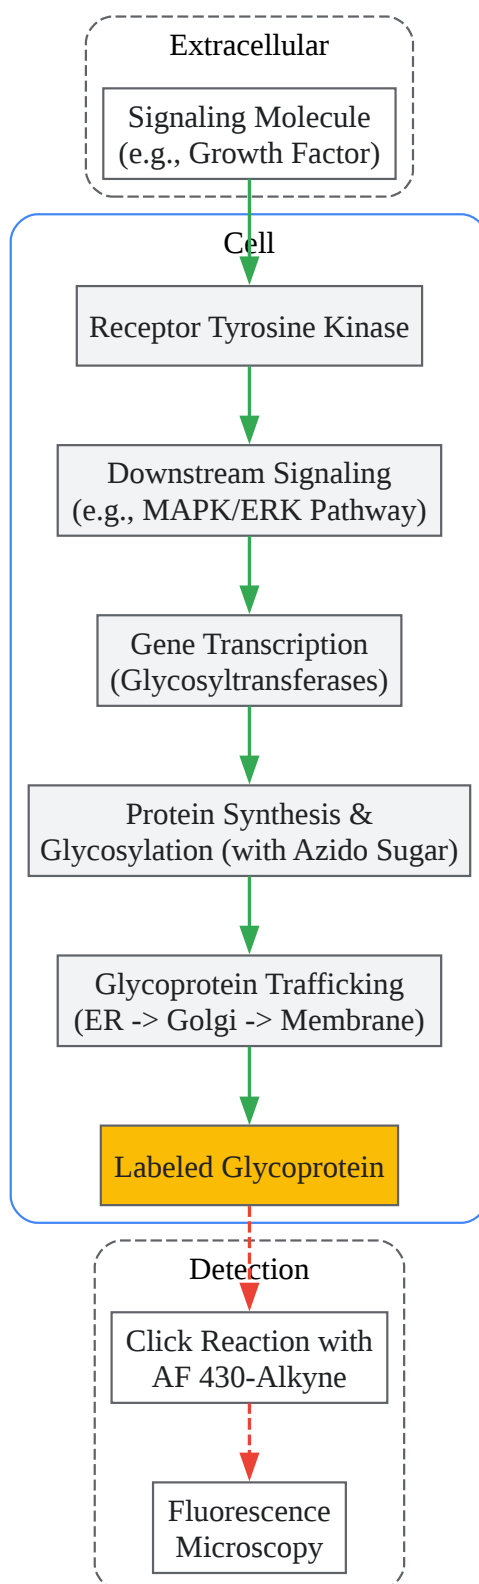 Extracellular
Signaling Molecule
(e.g., Growth Factor)
Cell
Receptor Tyrosine Kinase
Downstream Signaling
(e.g., MAPK/ERK Pathway)
Gene Transcription
(Glycosyltransferases)
Protein Synthesis &
Glycosylation (with Azido Sugar)
Glycoprotein Trafficking
(ER -> Golgi -> Membrane)
Labeled Glycoprotein
Detection
Click Reaction with
AF 430-Alkyne
Fluorescence
Microscopy